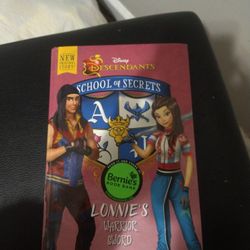 NEW
Disney
DESCENDANTS
SCHOOL of SECRETS
A
Bernie's
BOOK BANK
LONNIE'S
WARRIOR
SWORD